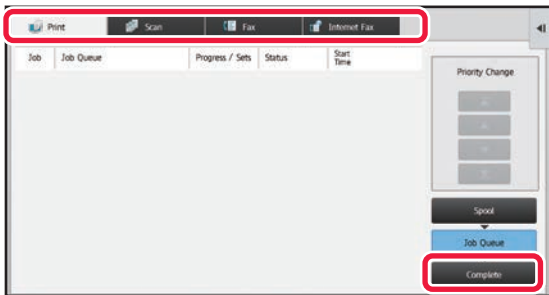 Print Scan Fax Internet Fax
Job Job Queue Progress / Sets Status Start
Time
Priority Change
Spool
Job Queue
Complete